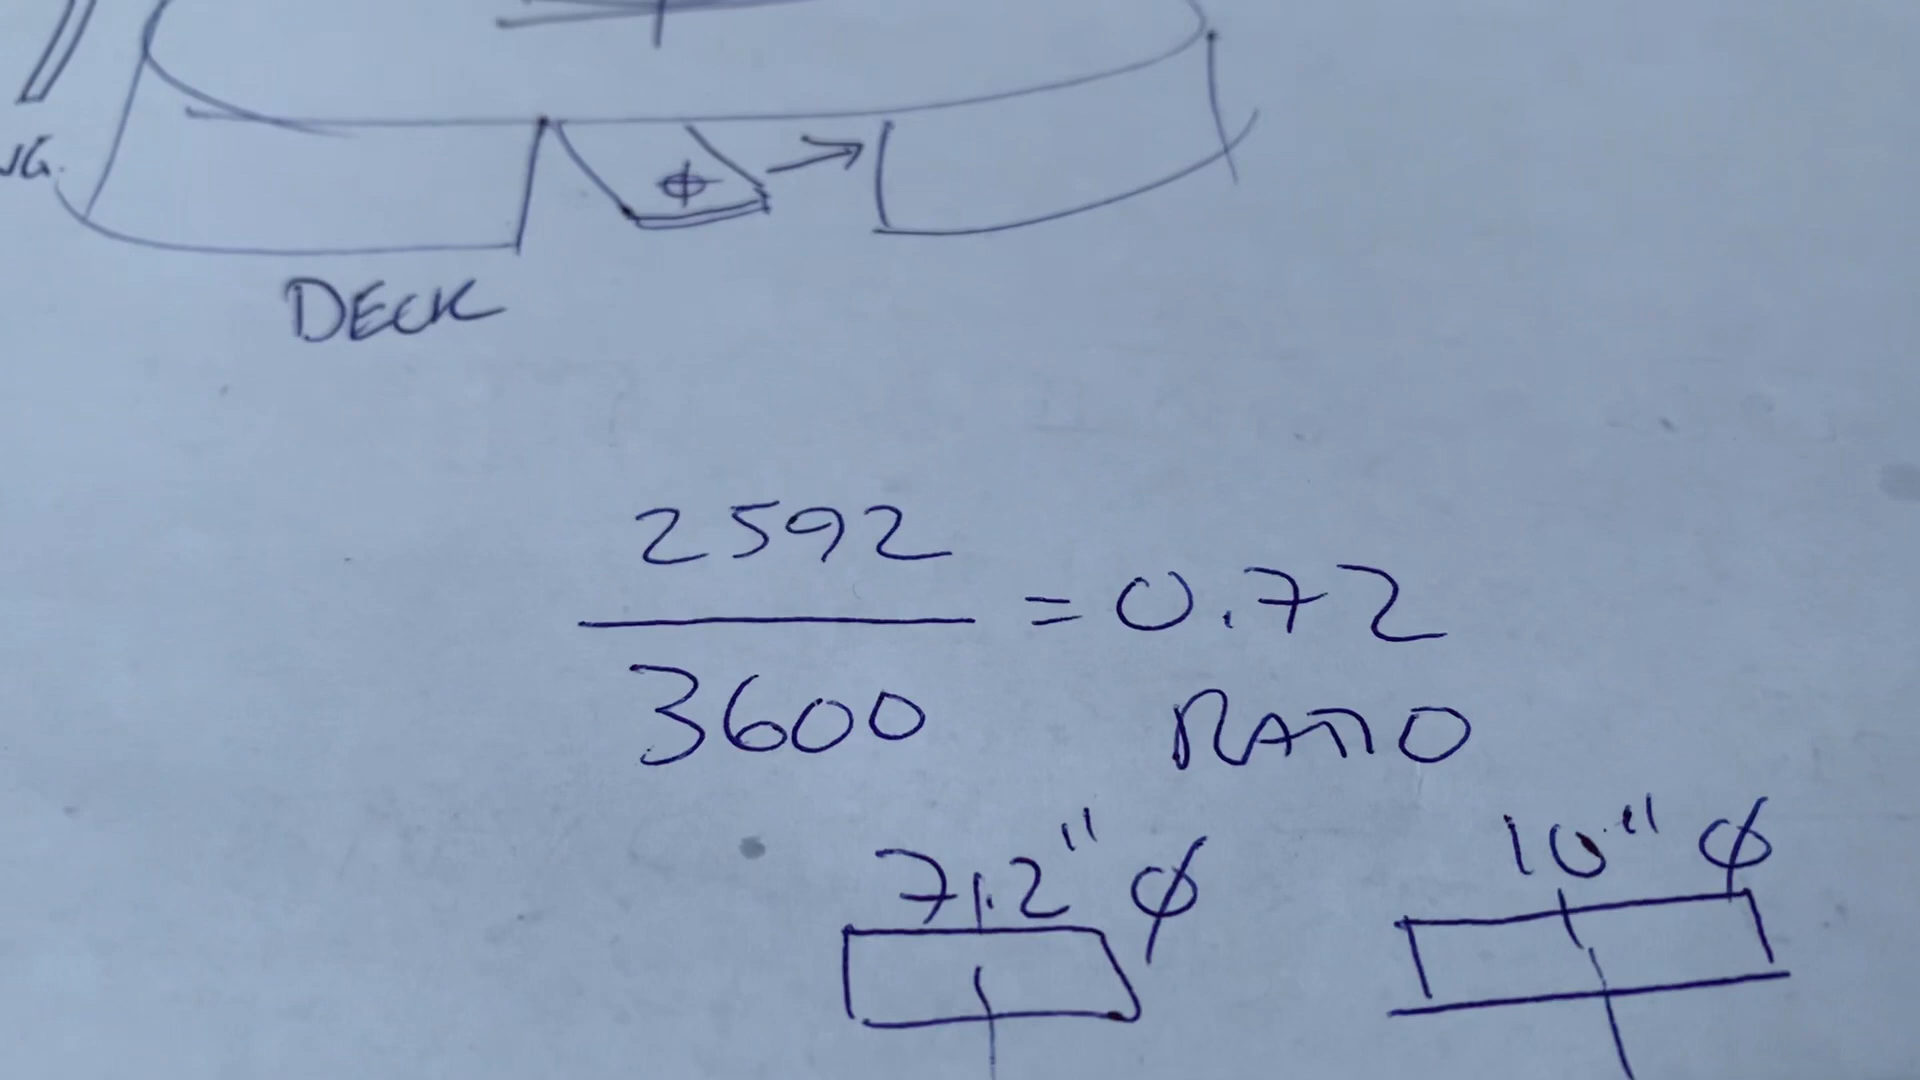 DECK
2592
3600
= 0.72
RATIO
7.2" ϕ
10" ϕ